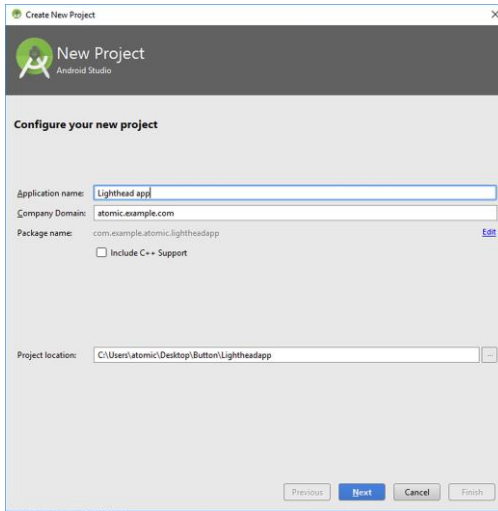 Create New Project
New Project
Android Studio
Configure your new project
Application name: Lighthead app
Company Domain: atomic.example.com
Package name: com.example.atomic.lightheadapp Edit
Include C++ Support
Project location: C:\Users\atomic\Desktop\Button\Lightheadapp ...
Previous Next Cancel Finish